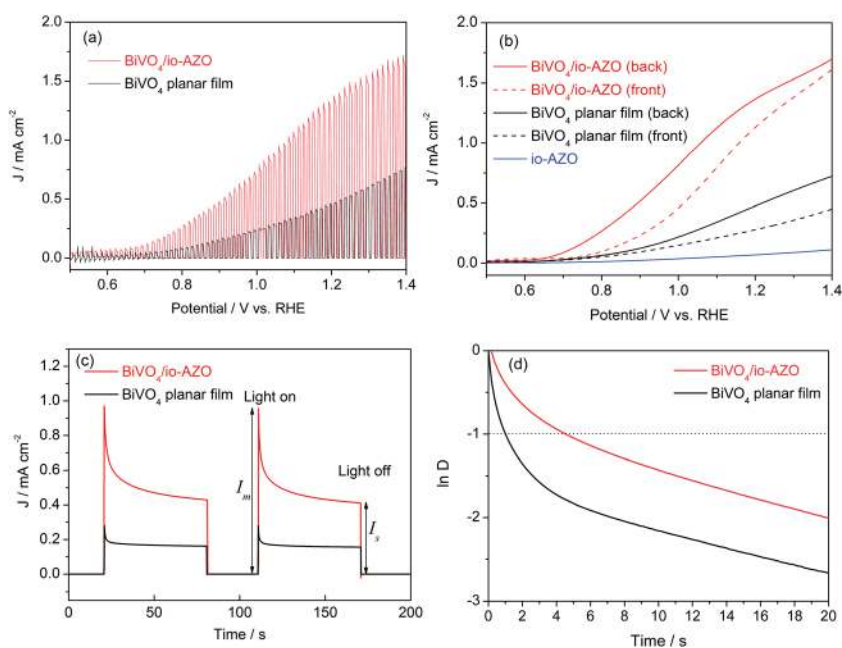 (a)
BiVO₄/io-AZO
BiVO₄ planar film
J / mA cm⁻²
2.0
1.5
1.0
0.5
0.0
0.6 0.8 1.0 1.2 1.4
Potential / V vs. RHE
(b)
BiVO₄/io-AZO (back)
BiVO₄/io-AZO (front)
BiVO₄ planar film (back)
BiVO₄ planar film (front)
io-AZO
J / mA cm⁻²
2.0
1.5
1.0
0.5
0.0
0.6 0.8 1.0 1.2 1.4
Potential / V vs. RHE
(c)
BiVO₄/io-AZO
BiVO₄ planar film
Light on
Light off
Iₘ
Iₛ
J / mA cm⁻²
1.2
1.0
0.8
0.6
0.4
0.2
0.0
0 50 100 150 200
Time / s
(d)
BiVO₄/io-AZO
BiVO₄ planar film
ln D
0
-1
-2
-3
0 2 4 6 8 10 12 14 16 18 20
Time / s